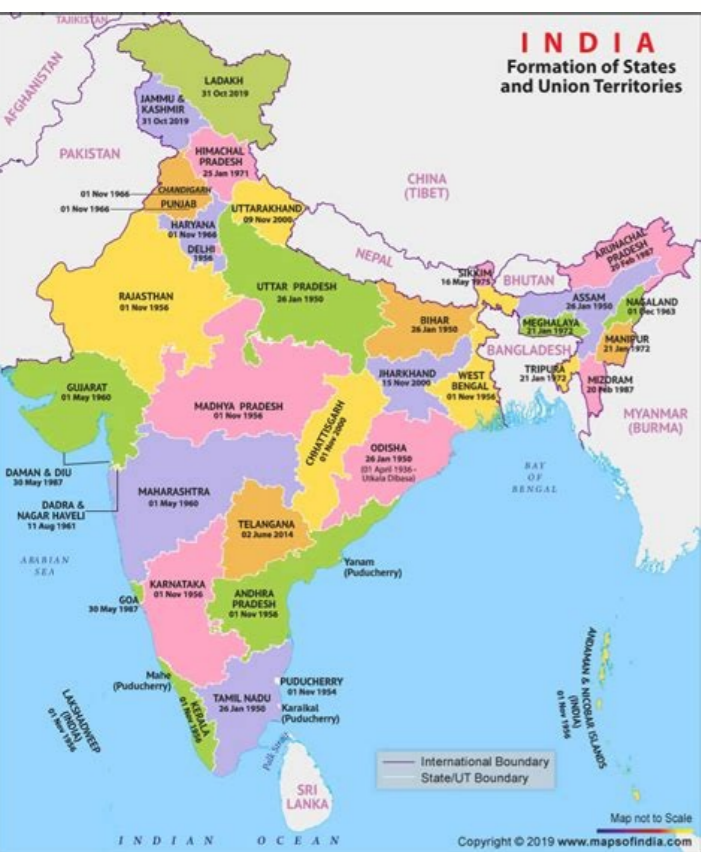 INDIA
Formation of States
and Union Territories
TAJIKISTAN
AFGHANISTAN
PAKISTAN
CHINA
(TIBET)
NEPAL
BHUTAN
BANGLADESH
MYANMAR
(BURMA)
SRI
LANKA
LADAKH
31 Oct 2019
JAMMU &
KASHMIR
31 Oct 2019
HIMACHAL
PRADESH
25 Jan 1971
01 Nov 1966
CHANDIGARH
01 Nov 1966
PUNJAB
UTTARAKHAND
09 Nov 2000
HARYANA
01 Nov 1966
DELHI
1956
RAJASTHAN
01 Nov 1956
UTTAR PRADESH
26 Jan 1950
BIHAR
26 Jan 1950
SIKKIM
16 May 1975
ARUNACHAL
PRADESH
20 Feb 1987
ASSAM
26 Jan 1950
NAGALAND
01 Dec 1963
MEGHALAYA
21 Jan 1972
MANIPUR
21 Jan 1972
TRIPURA
21 Jan 1972
MIZORAM
20 Feb 1987
GUJARAT
01 May 1960
MADHYA PRADESH
01 Nov 1956
JHARKHAND
15 Nov 2000
WEST
BENGAL
01 Nov 1956
CHHATTISGARH
01 Nov 2000
ODISHA
26 Jan 1950
(01 April 1936-
Utkala Dibasa)
DAMAN & DIU
30 May 1987
DADRA &
NAGAR HAVELI
11 Aug 1961
MAHARASHTRA
01 May 1960
TELANGANA
02 June 2014
BAY
OF
BENGAL
ARABIAN
SEA
Yanam
(Puducherry)
GOA
30 May 1987
KARNATAKA
01 Nov 1956
ANDHRA
PRADESH
01 Nov 1956
Mahe
(Puducherry)
PUDUCHERRY
01 Nov 1954
Karaikal
(Puducherry)
KERALA
01 Nov 1956
TAMIL NADU
26 Jan 1950
LAKSHADWEEP
(INDIA)
01 Nov 1956
ANDAMAN & NICOBAR ISLANDS
(INDIA)
01 Nov 1956
Palk Strait
International Boundary
State/UT Boundary
Map not to Scale
INDIAN OCEAN
Copyright © 2019 www.mapsofindia.com